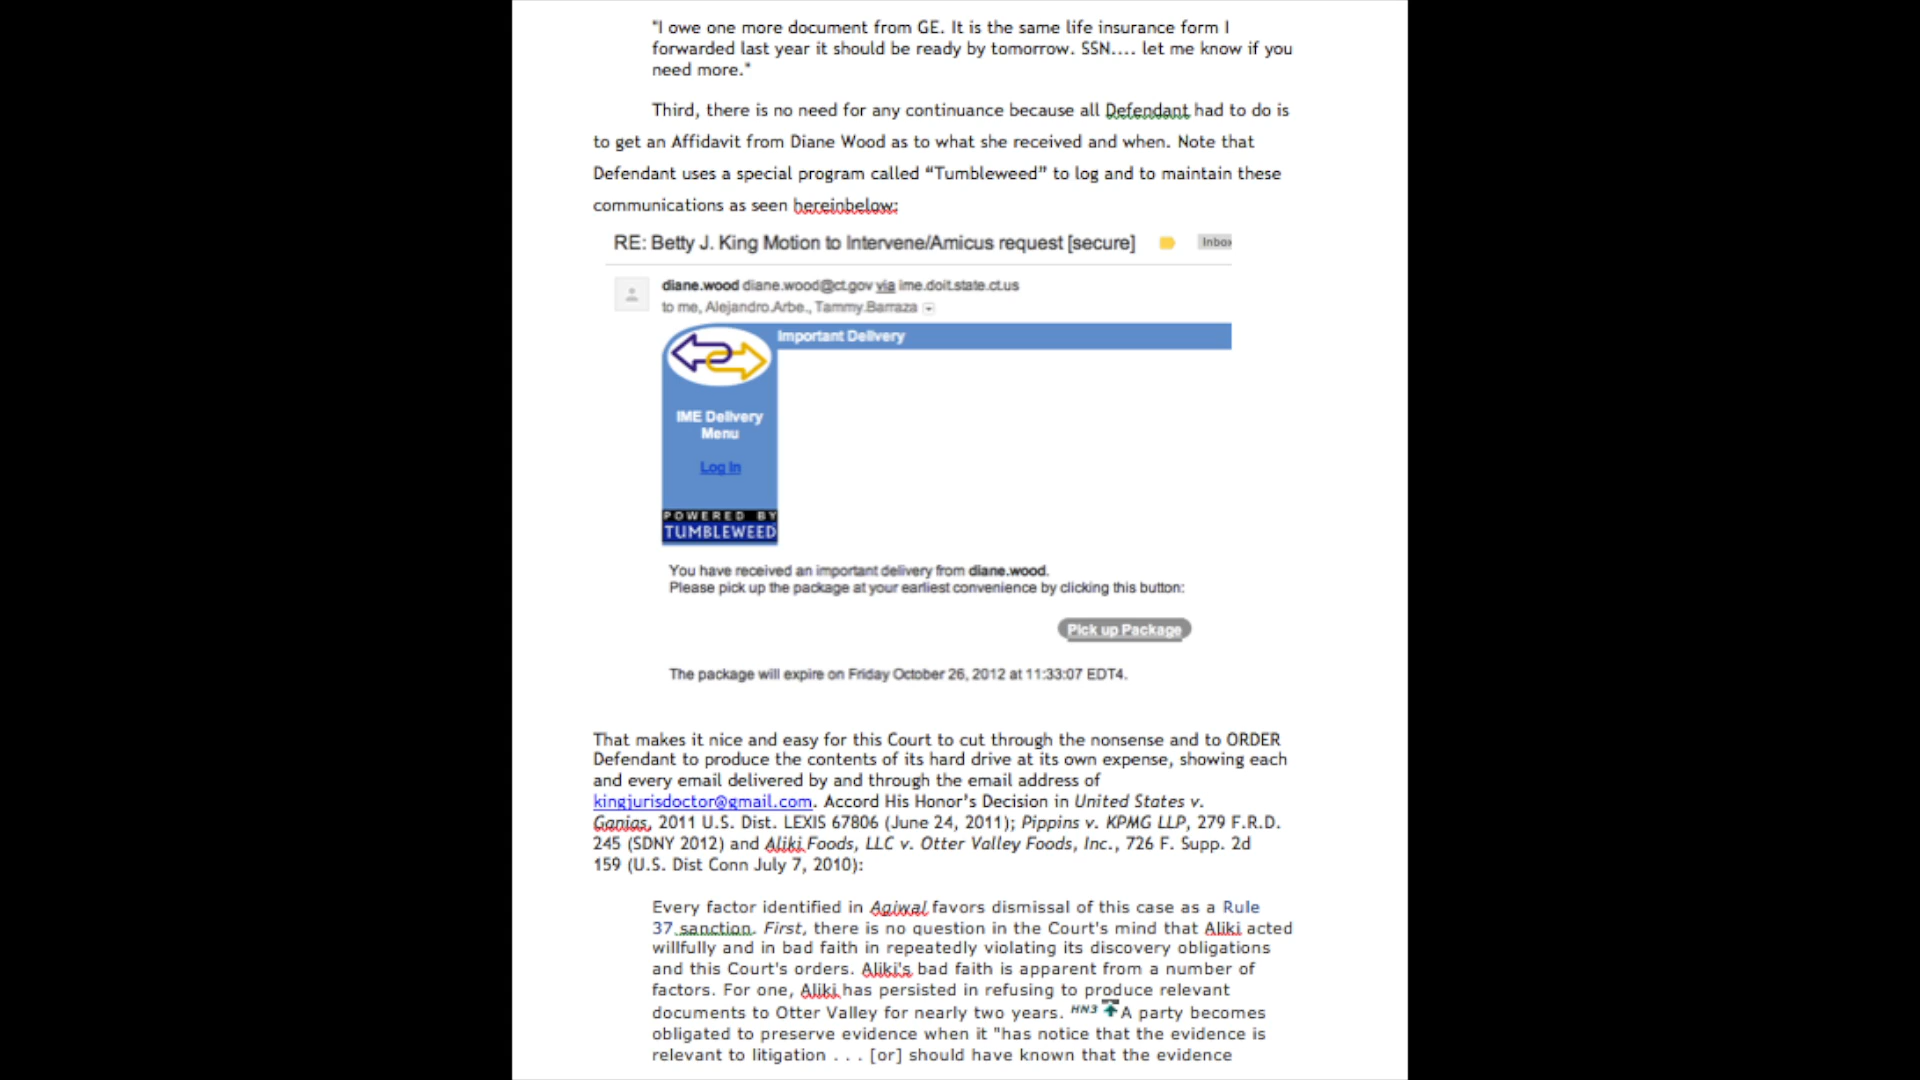 "I owe one more document from GE. It is the same life insurance form I
forwarded last year it should be ready by tomorrow. SSN.... let me know if you
need more."
Third, there is no need for any continuance because all Defendant had to do is
to get an Affidavit from Diane Wood as to what she received and when. Note that
Defendant uses a special program called “Tumbleweed” to log and to maintain these
communications as seen hereinbelow:
RE: Betty J. King Motion to Intervene/Amicus request [secure] Inbox
diane.wood diane.wood@ct.gov via ime.doit.state.ct.us
to me, Alejandro.Arbe., Tammy.Barraza
Important Delivery
IME Delivery
Menu
Log In
POWERED BY
TUMBLEWEED
You have received an important delivery from diane.wood.
Please pick up the package at your earliest convenience by clicking this button:
Pick up Package
The package will expire on Friday October 26, 2012 at 11:33:07 EDT4.
That makes it nice and easy for this Court to cut through the nonsense and to ORDER
Defendant to produce the contents of its hard drive at its own expense, showing each
and every email delivered by and through the email address of
kingjurisdoctor@gmail.com. Accord His Honor’s Decision in United States v.
Ganias, 2011 U.S. Dist. LEXIS 67806 (June 24, 2011); Pippins v. KPMG LLP, 279 F.R.D.
245 (SDNY 2012) and Aliki Foods, LLC v. Otter Valley Foods, Inc., 726 F. Supp. 2d
159 (U.S. Dist Conn July 7, 2010):
Every factor identified in Agiwal favors dismissal of this case as a Rule
37 sanction. First, there is no question in the Court's mind that Aliki acted
willfully and in bad faith in repeatedly violating its discovery obligations
and this Court's orders. Aliki's bad faith is apparent from a number of
factors. For one, Aliki has persisted in refusing to produce relevant
documents to Otter Valley for nearly two years. HN3 A party becomes
obligated to preserve evidence when it "has notice that the evidence is
relevant to litigation . . . [or] should have known that the evidence